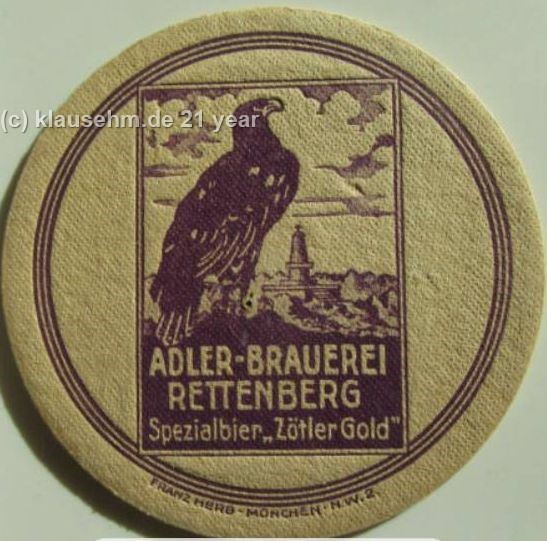 (c) klausehm.de 21 year
ADLER-BRAUEREI
RETTENBERG
Spezialbier „Zötler Gold"
FRANZ HERB - MÜNCHEN - N.W.2.